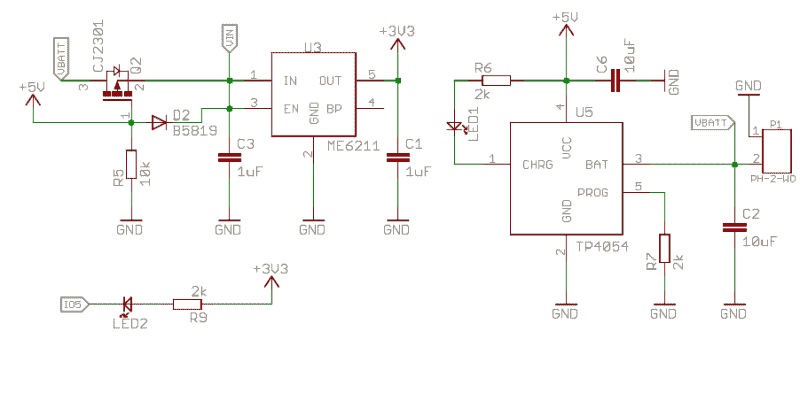 VBATT
CJ2301
Q2
3
2
1
+5V
D2
B5819
R5
10k
GND
VIN
U3
1
IN
OUT
5
3
EN
GND
BP
4
2
ME6211
GND
C3
1uF
GND
+3V3
C1
1uF
GND
IO5
LED2
2k
R9
+3V3
+5V
R6
2k
C6
10uF
GND
LED1
4
U5
VCC
1
CHRG
BAT
3
PROG
5
GND
2
TP4054
GND
R7
2k
GND
VBATT
GND
P1
1
2
C2
10uF
GND